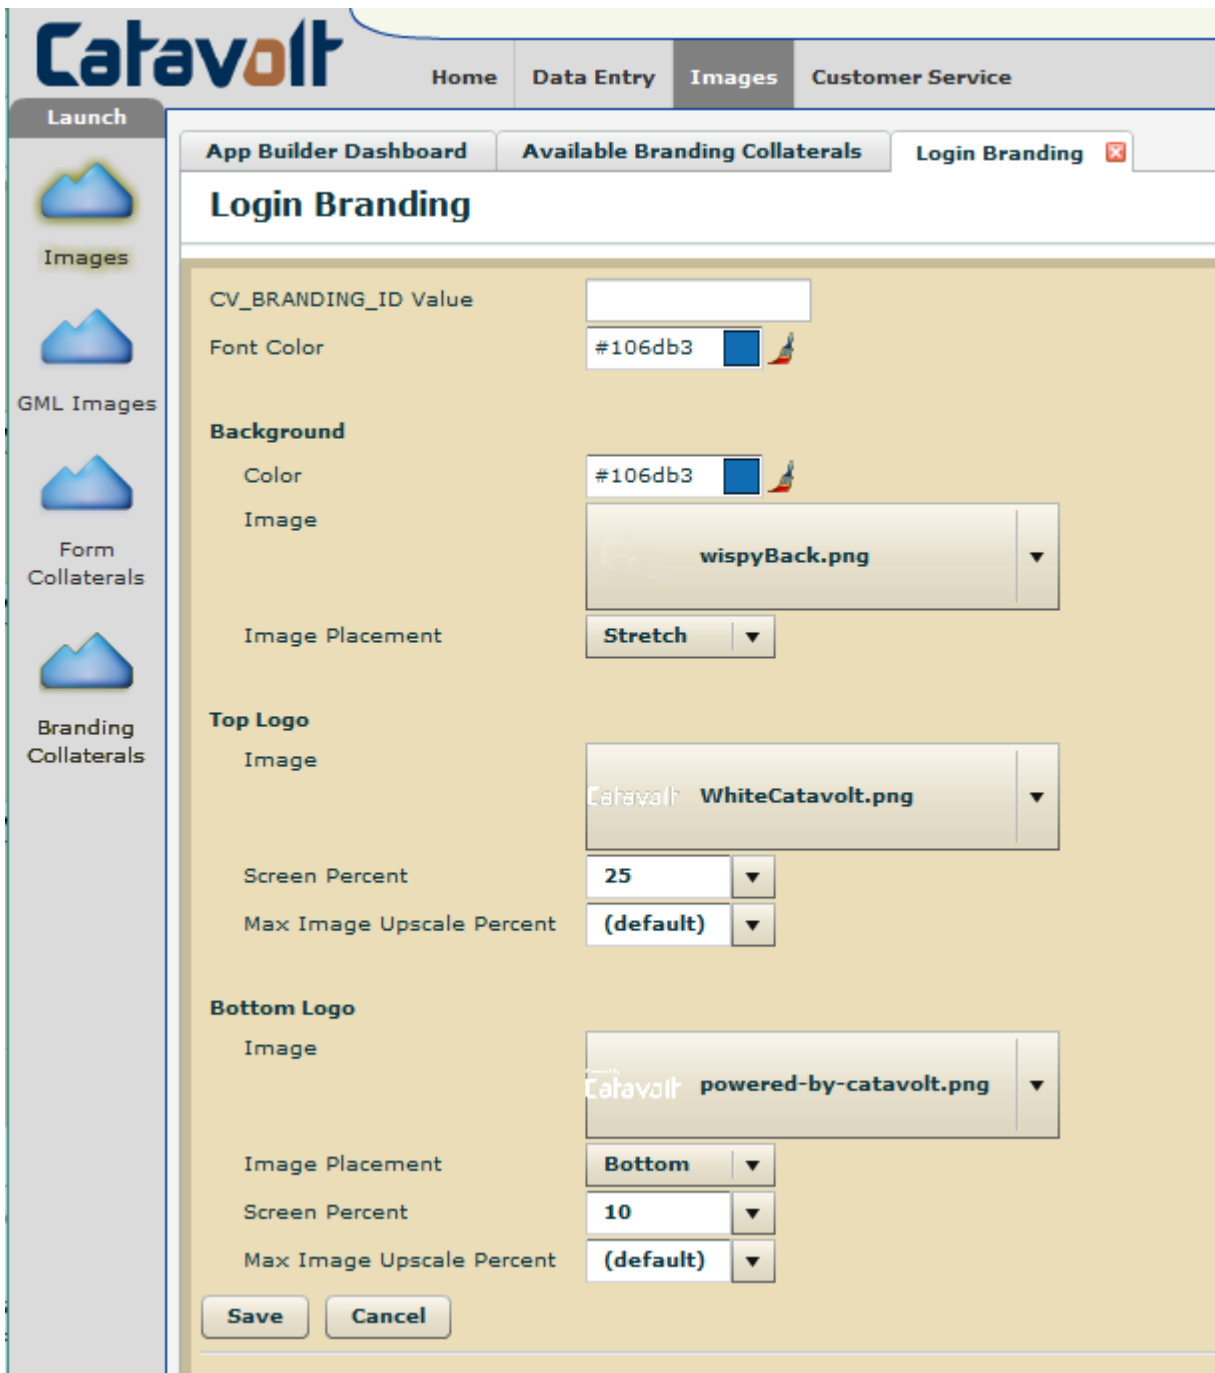 Catavolt
Home Data Entry Images Customer Service
Launch
Images
GML Images
Form
Collaterals
Branding
Collaterals
App Builder Dashboard Available Branding Collaterals Login Branding
Login Branding
CV_BRANDING_ID Value
Font Color #106db3
Background
Color #106db3
Image wispyBack.png
Image Placement Stretch
Top Logo
Image Catavolt WhiteCatavolt.png
Screen Percent 25
Max Image Upscale Percent (default)
Bottom Logo
Image Catavolt powered-by-catavolt.png
Image Placement Bottom
Screen Percent 10
Max Image Upscale Percent (default)
Save Cancel